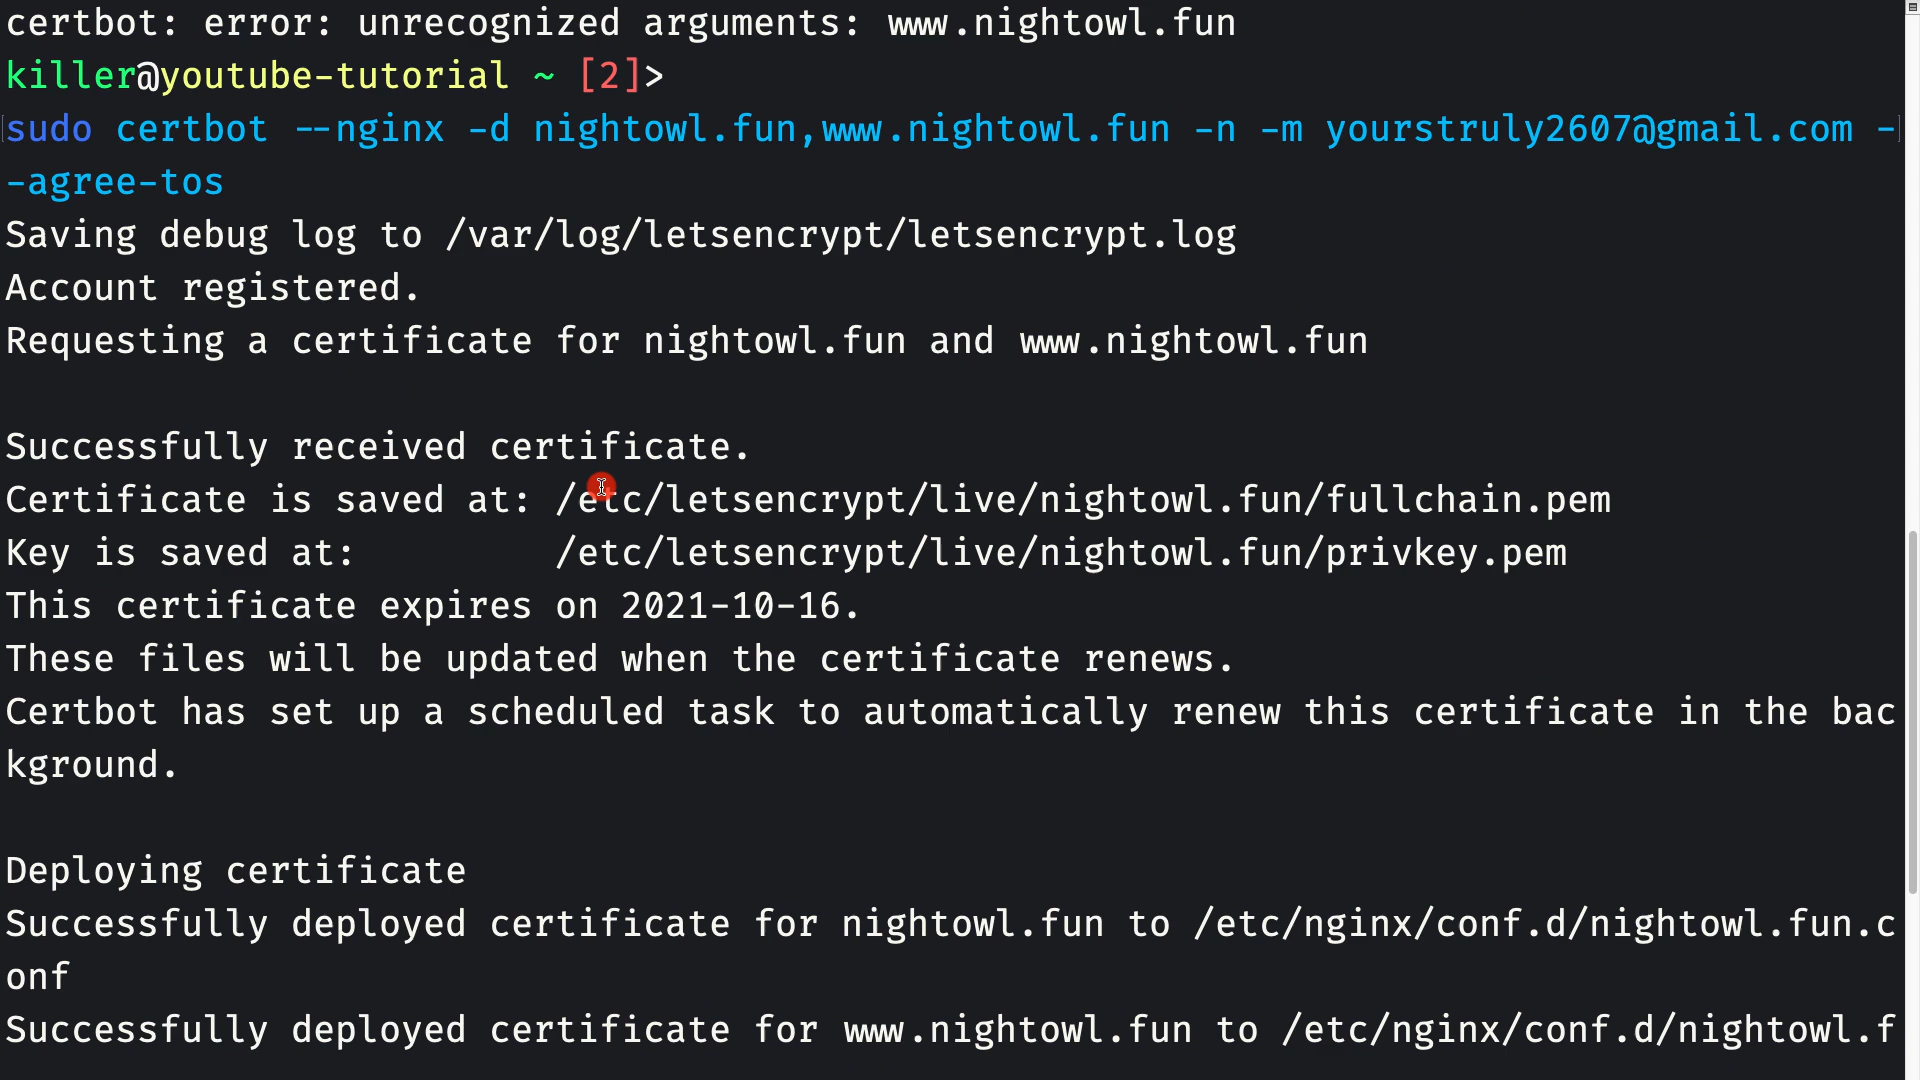 certbot: error: unrecognized arguments: www.nightowl.fun
killer@youtube-tutorial ~ [2]>
sudo certbot --nginx -d nightowl.fun,www.nightowl.fun -n -m yourstruly2607@gmail.com -
-agree-tos
Saving debug log to /var/log/letsencrypt/letsencrypt.log
Account registered.
Requesting a certificate for nightowl.fun and www.nightowl.fun
Successfully received certificate.
Certificate is saved at: /etc/letsencrypt/live/nightowl.fun/fullchain.pem
Key is saved at:         /etc/letsencrypt/live/nightowl.fun/privkey.pem
This certificate expires on 2021-10-16.
These files will be updated when the certificate renews.
Certbot has set up a scheduled task to automatically renew this certificate in the bac
kground.
Deploying certificate
Successfully deployed certificate for nightowl.fun to /etc/nginx/conf.d/nightowl.fun.c
onf
Successfully deployed certificate for www.nightowl.fun to /etc/nginx/conf.d/nightowl.f